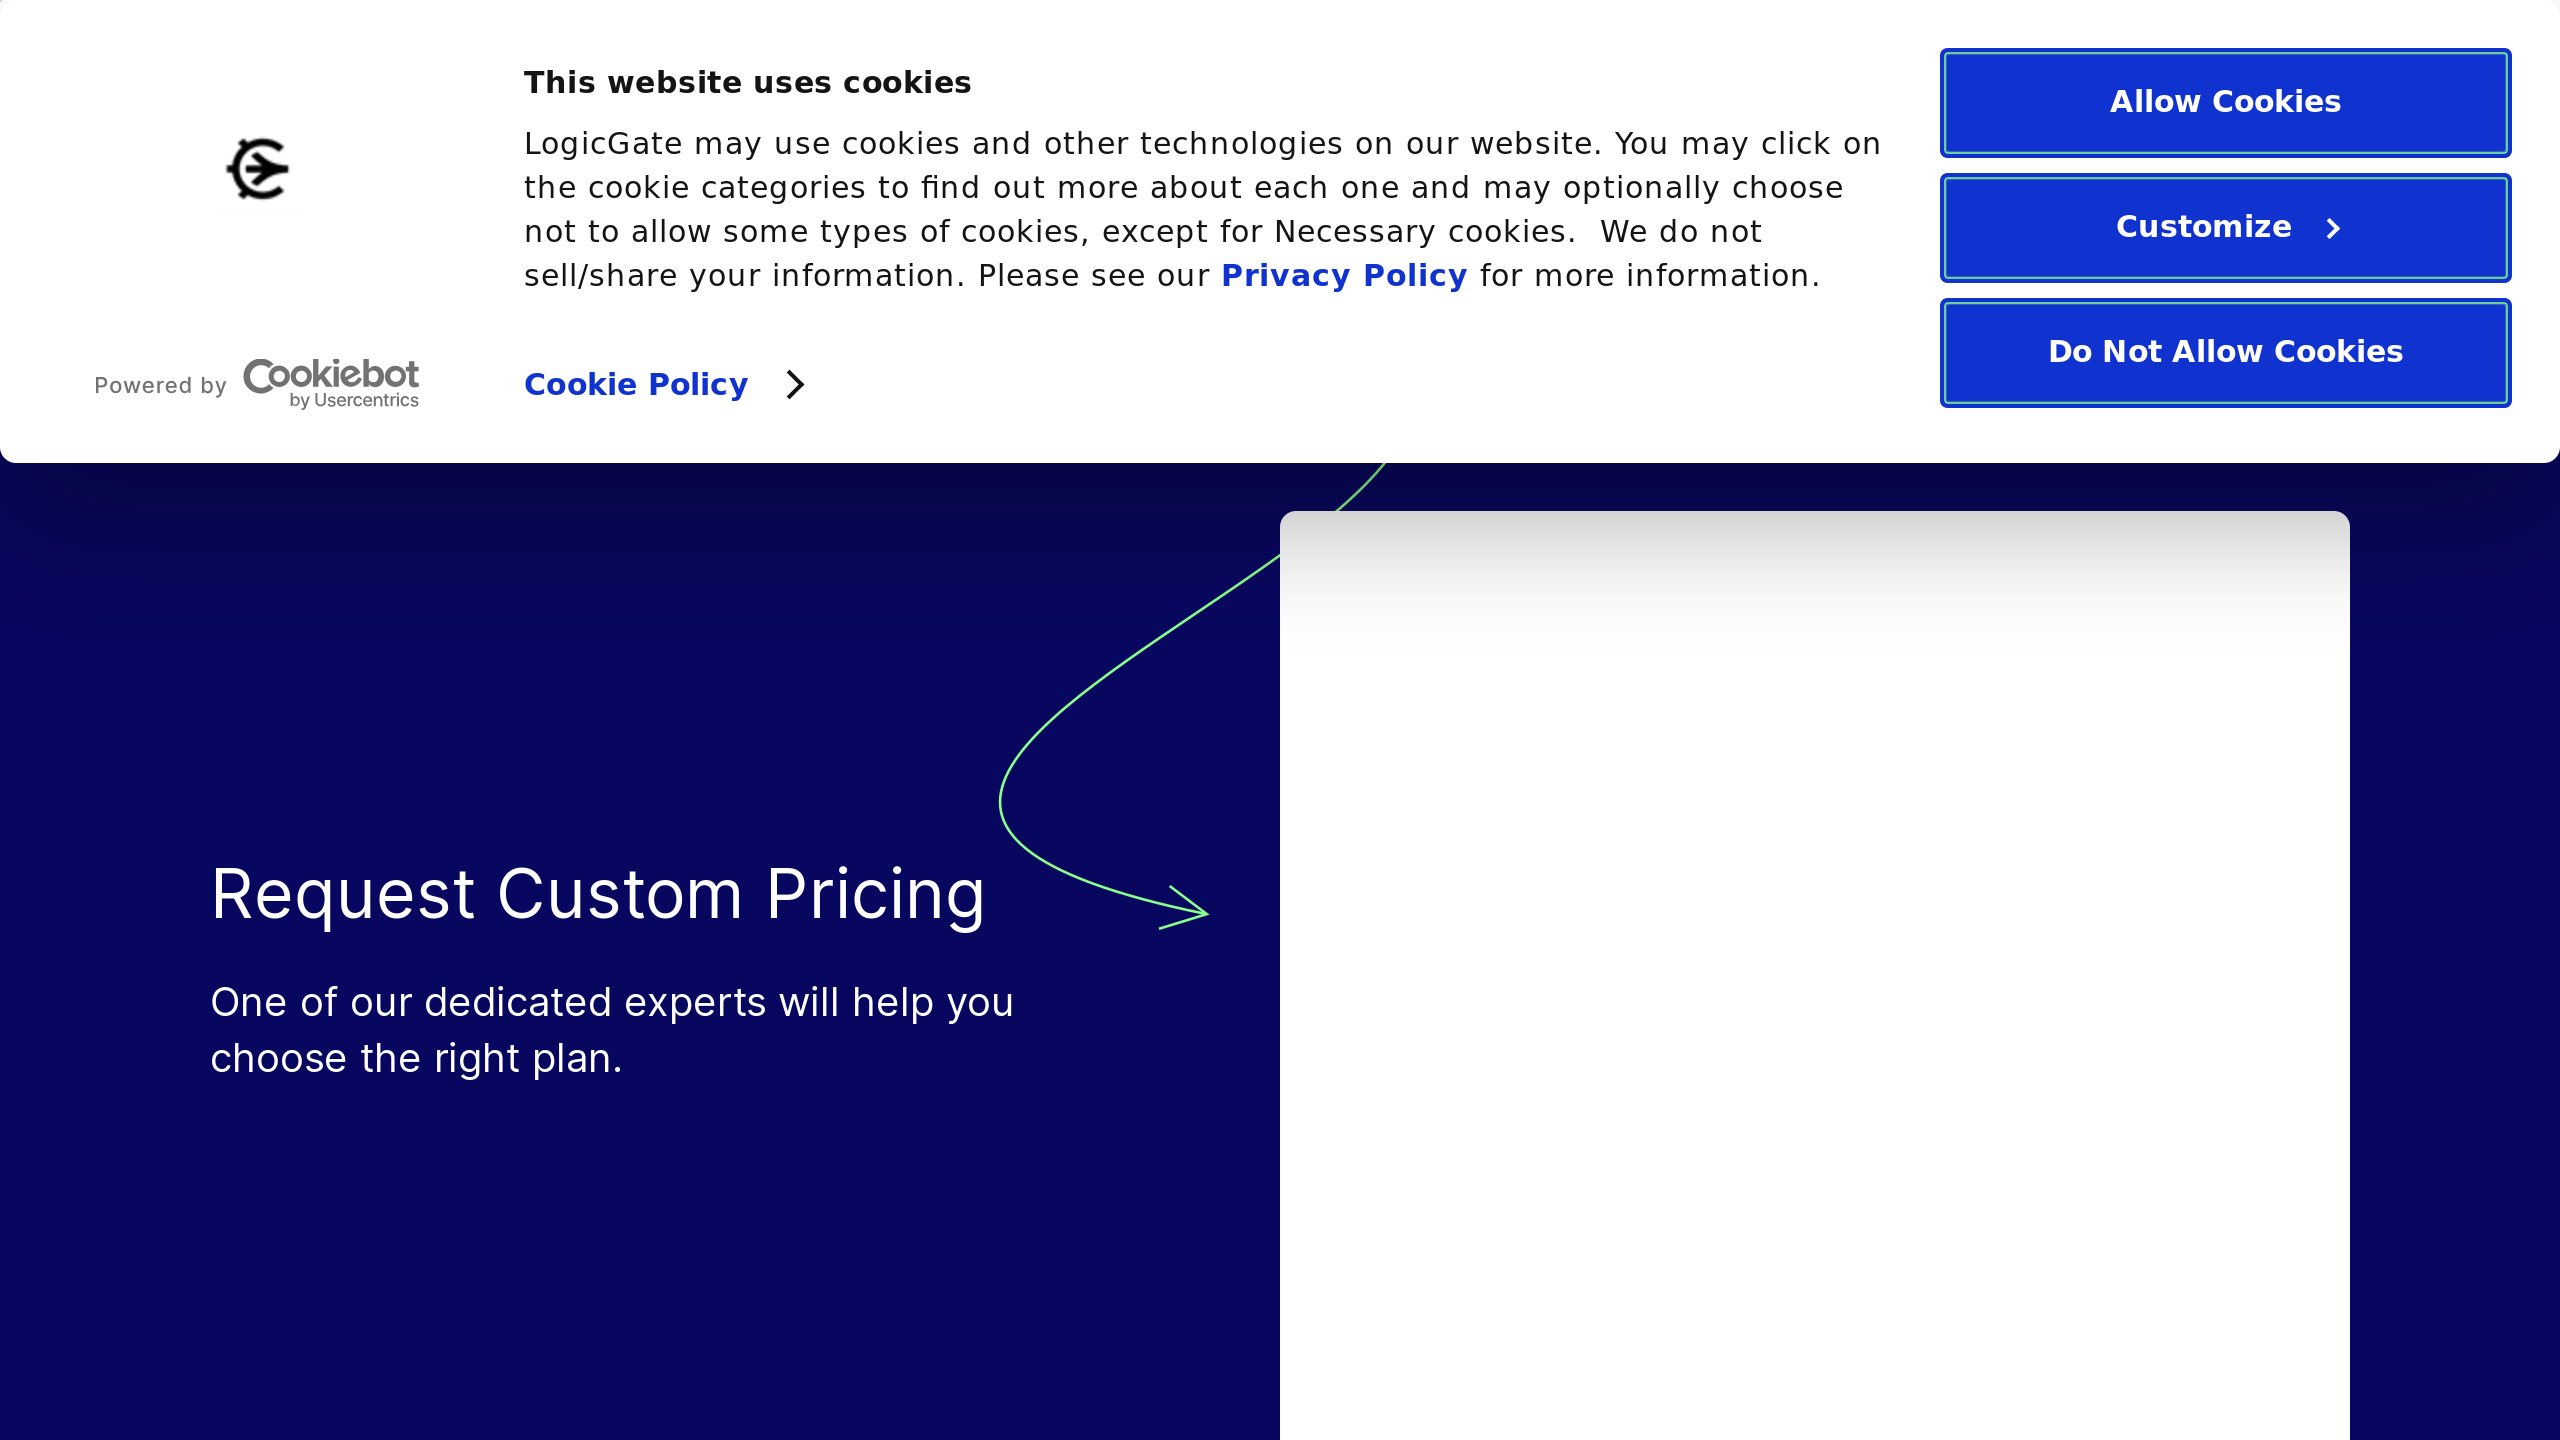 This website uses cookies
LogicGate may use cookies and other technologies on our website. You may click on
the cookie categories to find out more about each one and may optionally choose
not to allow some types of cookies, except for Necessary cookies.  We do not
sell/share your information. Please see our Privacy Policy for more information.
Powered by Cookiebot
by Usercentrics
Cookie Policy
Allow Cookies
Customize
Do Not Allow Cookies
Request Custom Pricing
One of our dedicated experts will help you
choose the right plan.